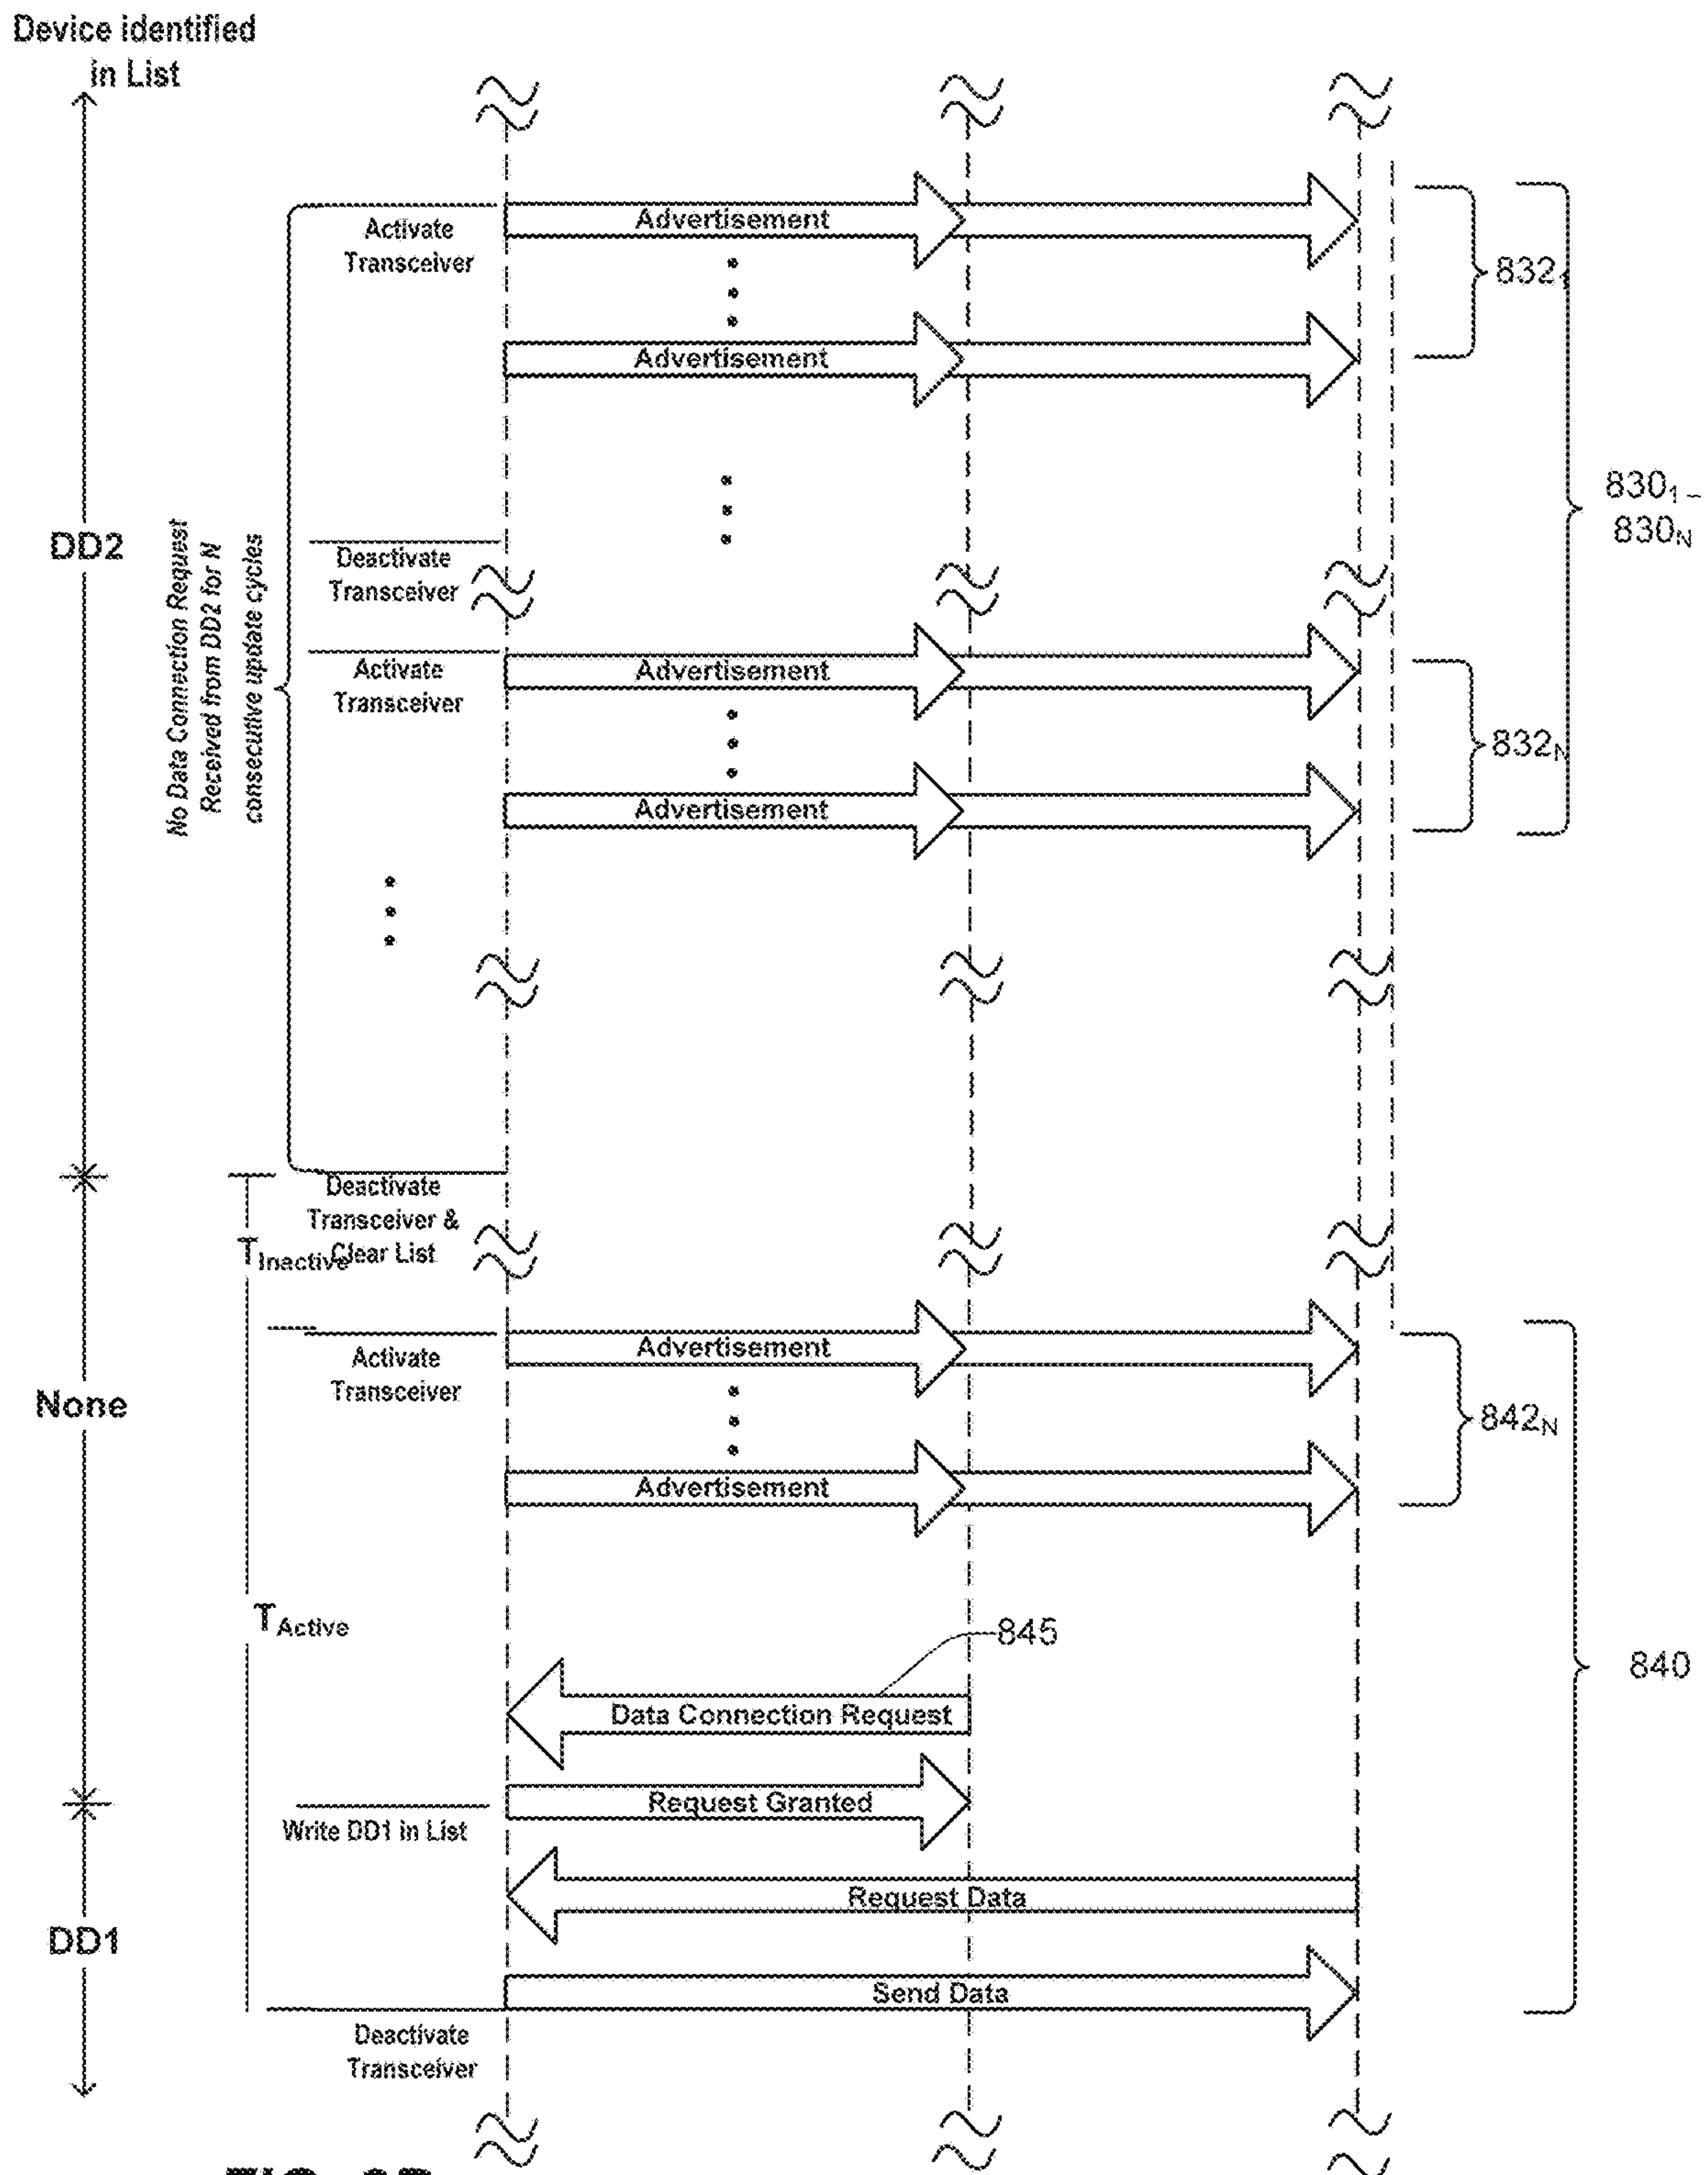 Device identified
in List
Activate
Transceiver
Advertisement
832
Advertisement
830₁ –
830N
DD2
No Data Connection Request
Received from DD2 for N
consecutive update cycles
Deactivate
Transceiver
Activate
Transceiver
Advertisement
832N
Advertisement
Deactivate
Transceiver &
Clear List
TInactive
Activate
Transceiver
Advertisement
None
842N
Advertisement
TActive
845
840
Data Connection Request
Request Granted
Write DD1 in List
Request Data
DD1
Send Data
Deactivate
Transceiver